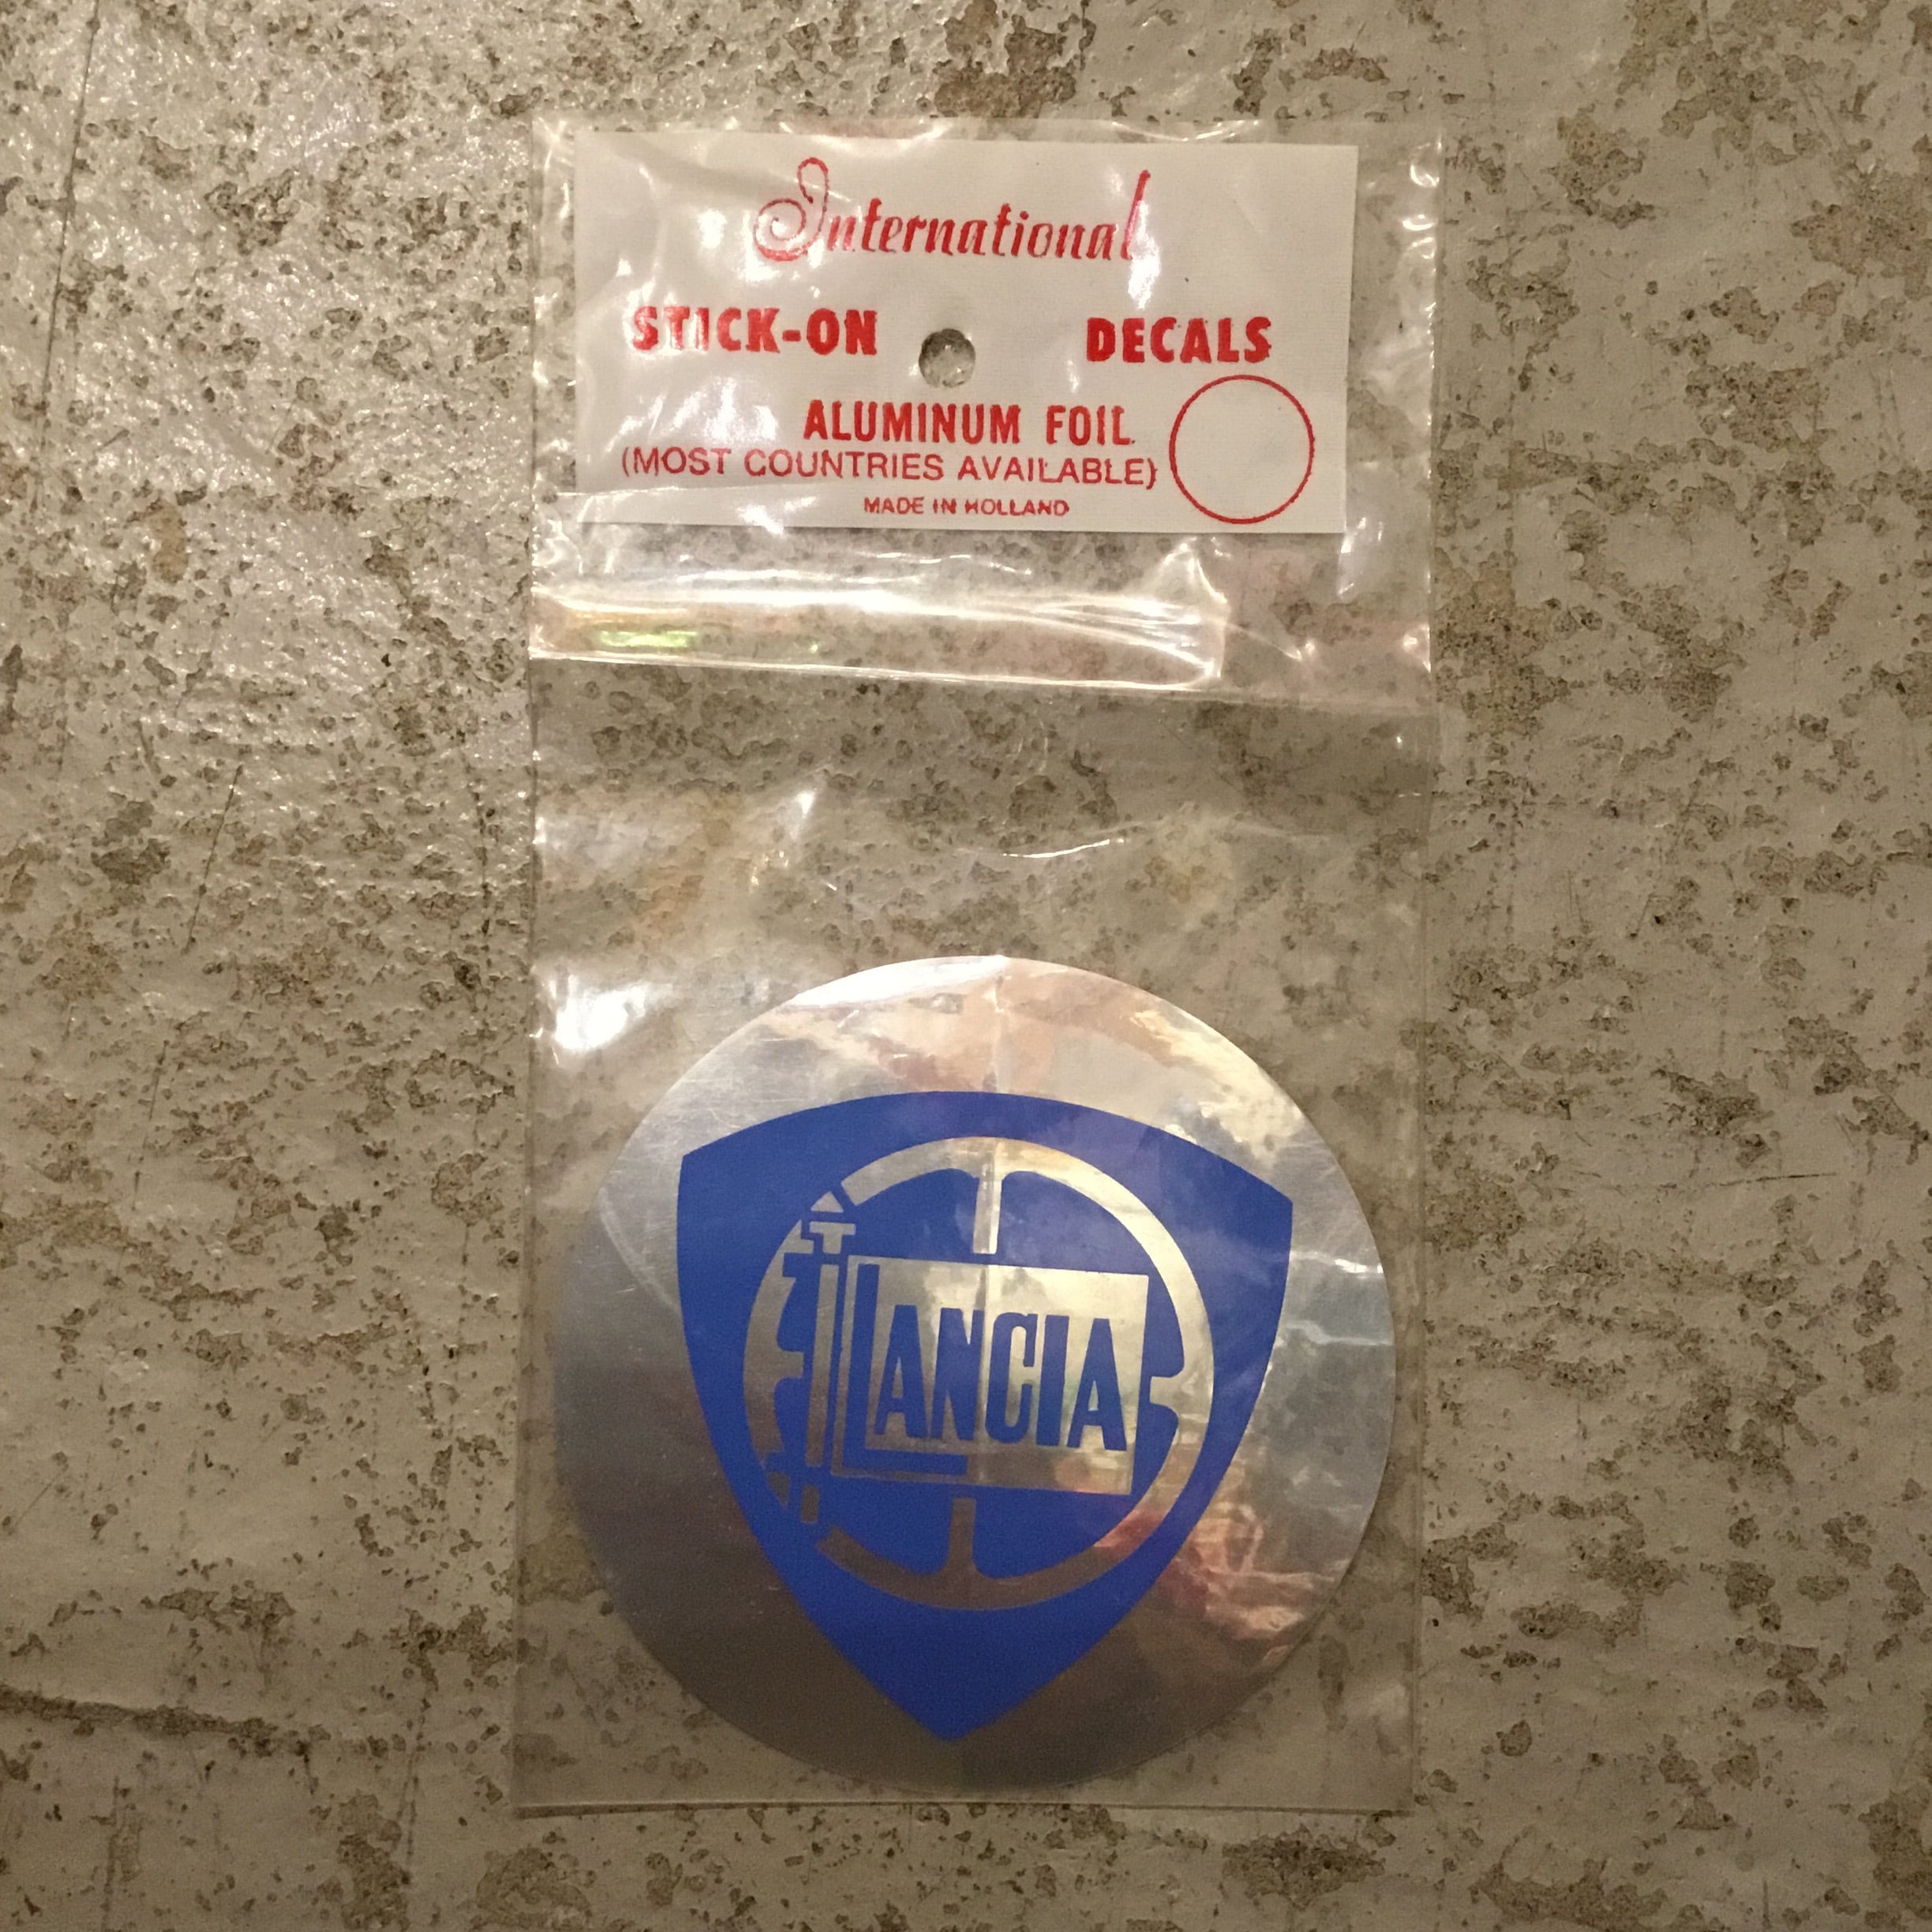 International
STICK-ON DECALS
ALUMINUM FOIL
(MOST COUNTRIES AVAILABLE)
MADE IN HOLLAND
LANCIA